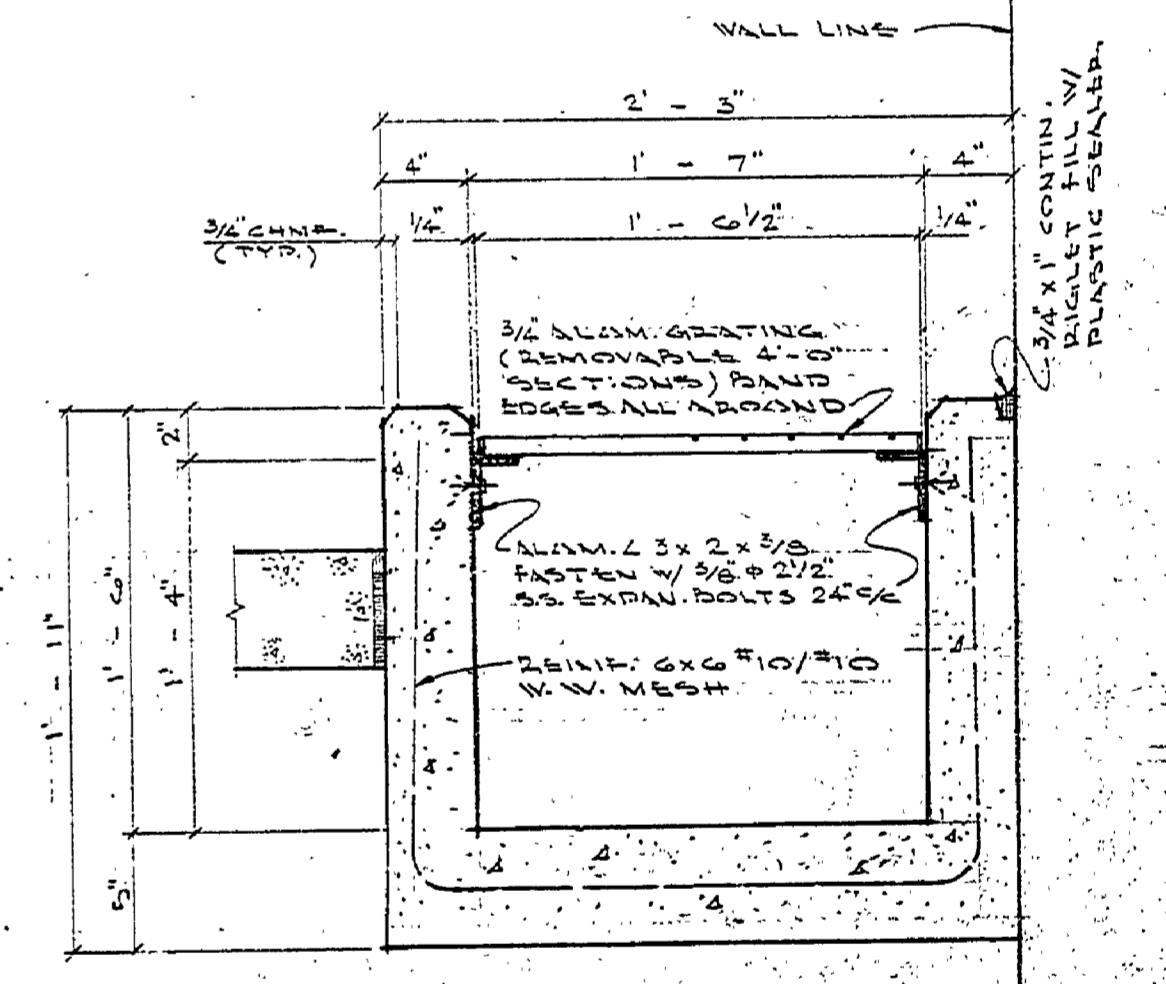 WALL LINE
2' - 3"
4" 1' - 7" 4"
3/4" CHMF.
(TYP.)
1/4" 1' - 6 1/2" 1/4"
3/4" X 1" CONTIN.
RIGLET FILL W/
PLASTIC SEALER.
3/4" ALUM. GRATING
(REMOVABLE 4'-0"
SECTIONS) BAND
EDGES ALL AROUND
2"
ALUM. L 3 x 2 x 3/8
FASTEN W/ 3/8" Φ 2 1/2"
S.S. EXPAN. BOLTS 24" c/c
1' - 11"
1' - 6"
1' - 4"
REINF. 6x6 #10/#10
W. W. MESH
5"